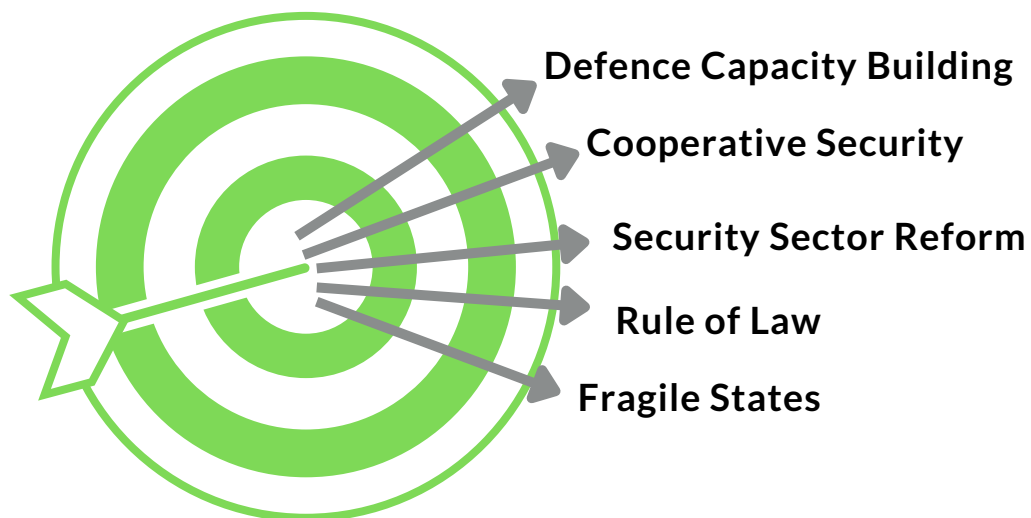 Defence Capacity Building
Cooperative Security
Security Sector Reform
Rule of Law
Fragile States